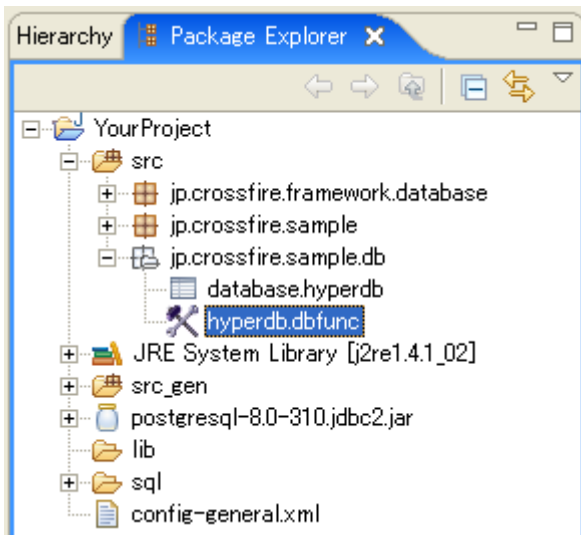 Hierarchy Package Explorer
YourProject
src
jp.crossfire.framework.database
jp.crossfire.sample
jp.crossfire.sample.db
database.hyperdb
hyperdb.dbfunc
JRE System Library [j2re1.4.1_02]
src_gen
postgresql-8.0-310.jdbc2.jar
lib
sql
config-general.xml